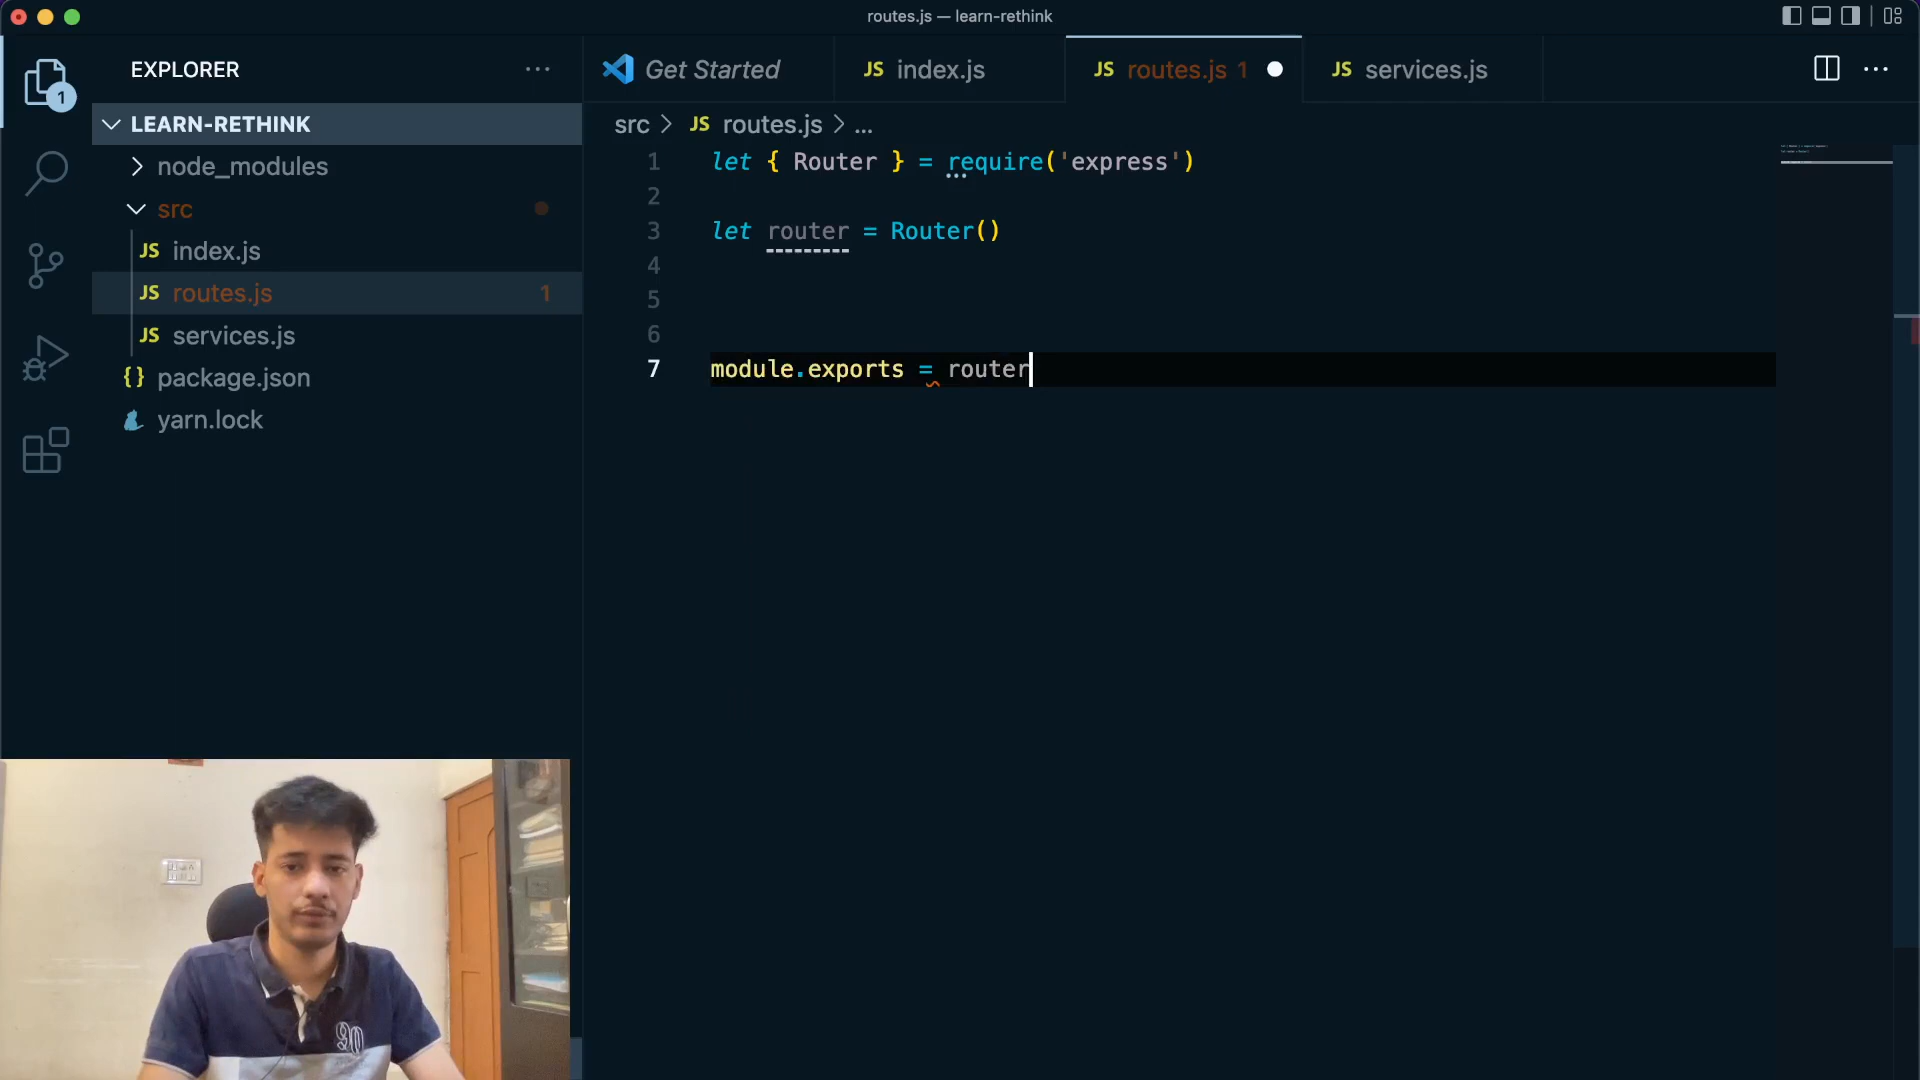 routes.js — learn-rethink
EXPLORER
1
LEARN-RETHINK
node_modules
src
JS index.js
JS routes.js 1
JS services.js
{} package.json
yarn.lock
Get Started
JS index.js
JS routes.js 1
JS services.js
src > JS routes.js > ...
1 let { Router } = require('express')
2
3 let router = Router()
4
5
6
7 module.exports = router
90